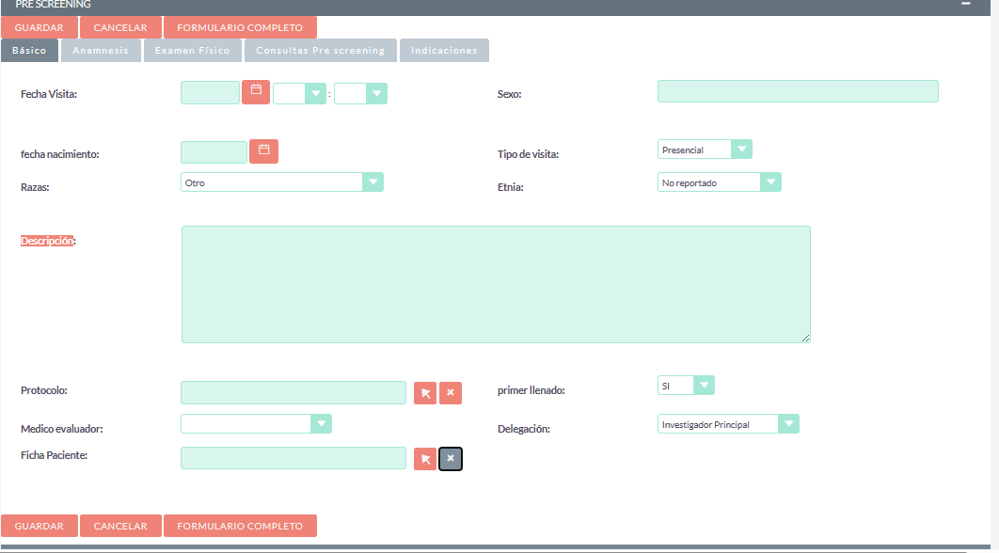 PRE SCREENING
GUARDAR CANCELAR FORMULARIO COMPLETO
Básico Anamnesis Examen Físico Consultas Pre screening Indicaciones
Fecha Visita: : Sexo:
fecha nacimiento: Tipo de visita: Presencial
Razas: Otro Etnia: No reportado
Descripción:
Protocolo: primer llenado: SI
Medico evaluador: Delegación: Investigador Principal
Ficha Paciente:
GUARDAR CANCELAR FORMULARIO COMPLETO